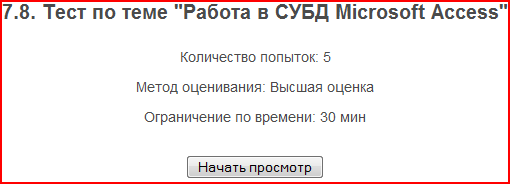 7.8. Тест по теме "Работа в СУБД Microsoft Access"
Количество попыток: 5
Метод оценивания: Высшая оценка
Ограничение по времени: 30 мин
Начать просмотр